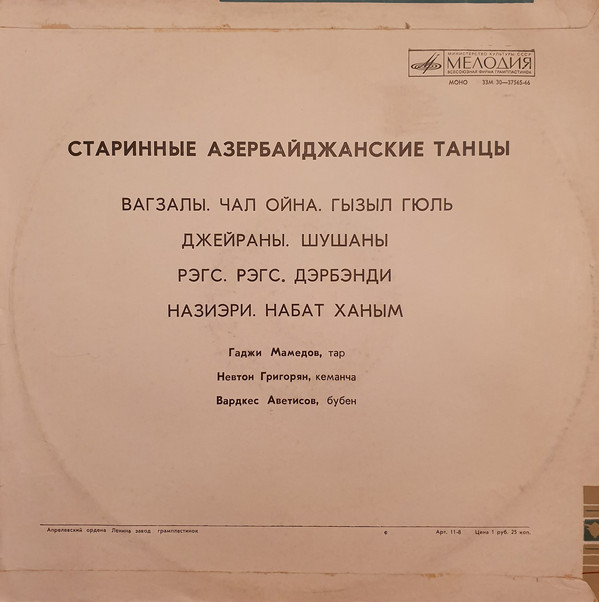 МИНИСТЕРСТВО КУЛЬТУРЫ СССР
МЕЛОДИЯ
ВСЕСОЮЗНАЯ ФИРМА ГРАМПЛАСТИНОК
МОНО 33М 30—37565-66
СТАРИННЫЕ АЗЕРБАЙДЖАНСКИЕ ТАНЦЫ
ВАГЗАЛЫ. ЧАЛ ОЙНА. ГЫЗЫЛ ГЮЛЬ
ДЖЕЙРАНЫ. ШУШАНЫ
РЭГС. РЭГС. ДЭРБЭНДИ
НАЗИЭРИ. НАБАТ ХАНЫМ
Гаджи Мамедов, тар
Невтон Григорян, кеманча
Вардкес Аветисов, бубен
Апрелевский ордена Ленина завод грампластинок с Арт. 11-8 Цена 1 руб. 25 коп.